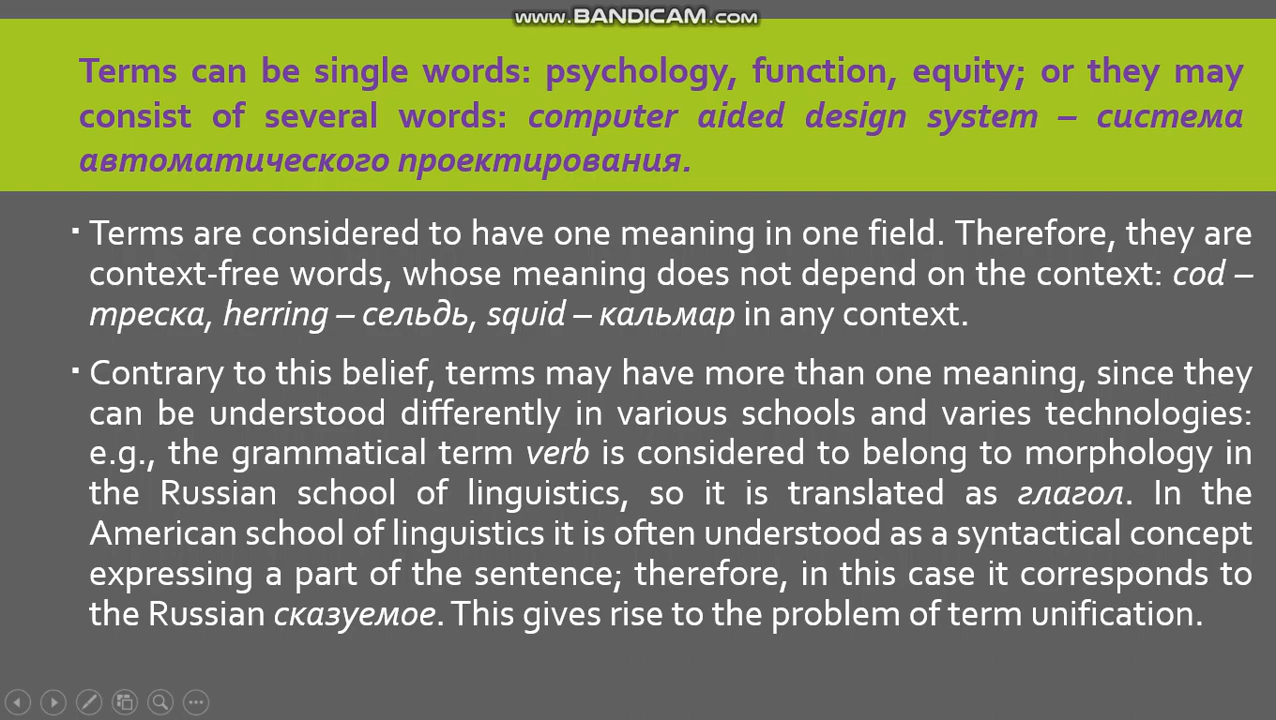 www.BANDICAM.com
Terms can be single words: psychology, function, equity; or they may
consist of several words: computer aided design system – система
автоматического проектирования.
▪ Terms are considered to have one meaning in one field. Therefore, they are
context-free words, whose meaning does not depend on the context: cod –
треска, herring – сельдь, squid – кальмар in any context.
▪ Contrary to this belief, terms may have more than one meaning, since they
can be understood differently in various schools and varies technologies:
e.g., the grammatical term verb is considered to belong to morphology in
the Russian school of linguistics, so it is translated as глагол. In the
American school of linguistics it is often understood as a syntactical concept
expressing a part of the sentence; therefore, in this case it corresponds to
the Russian сказуемое. This gives rise to the problem of term unification.